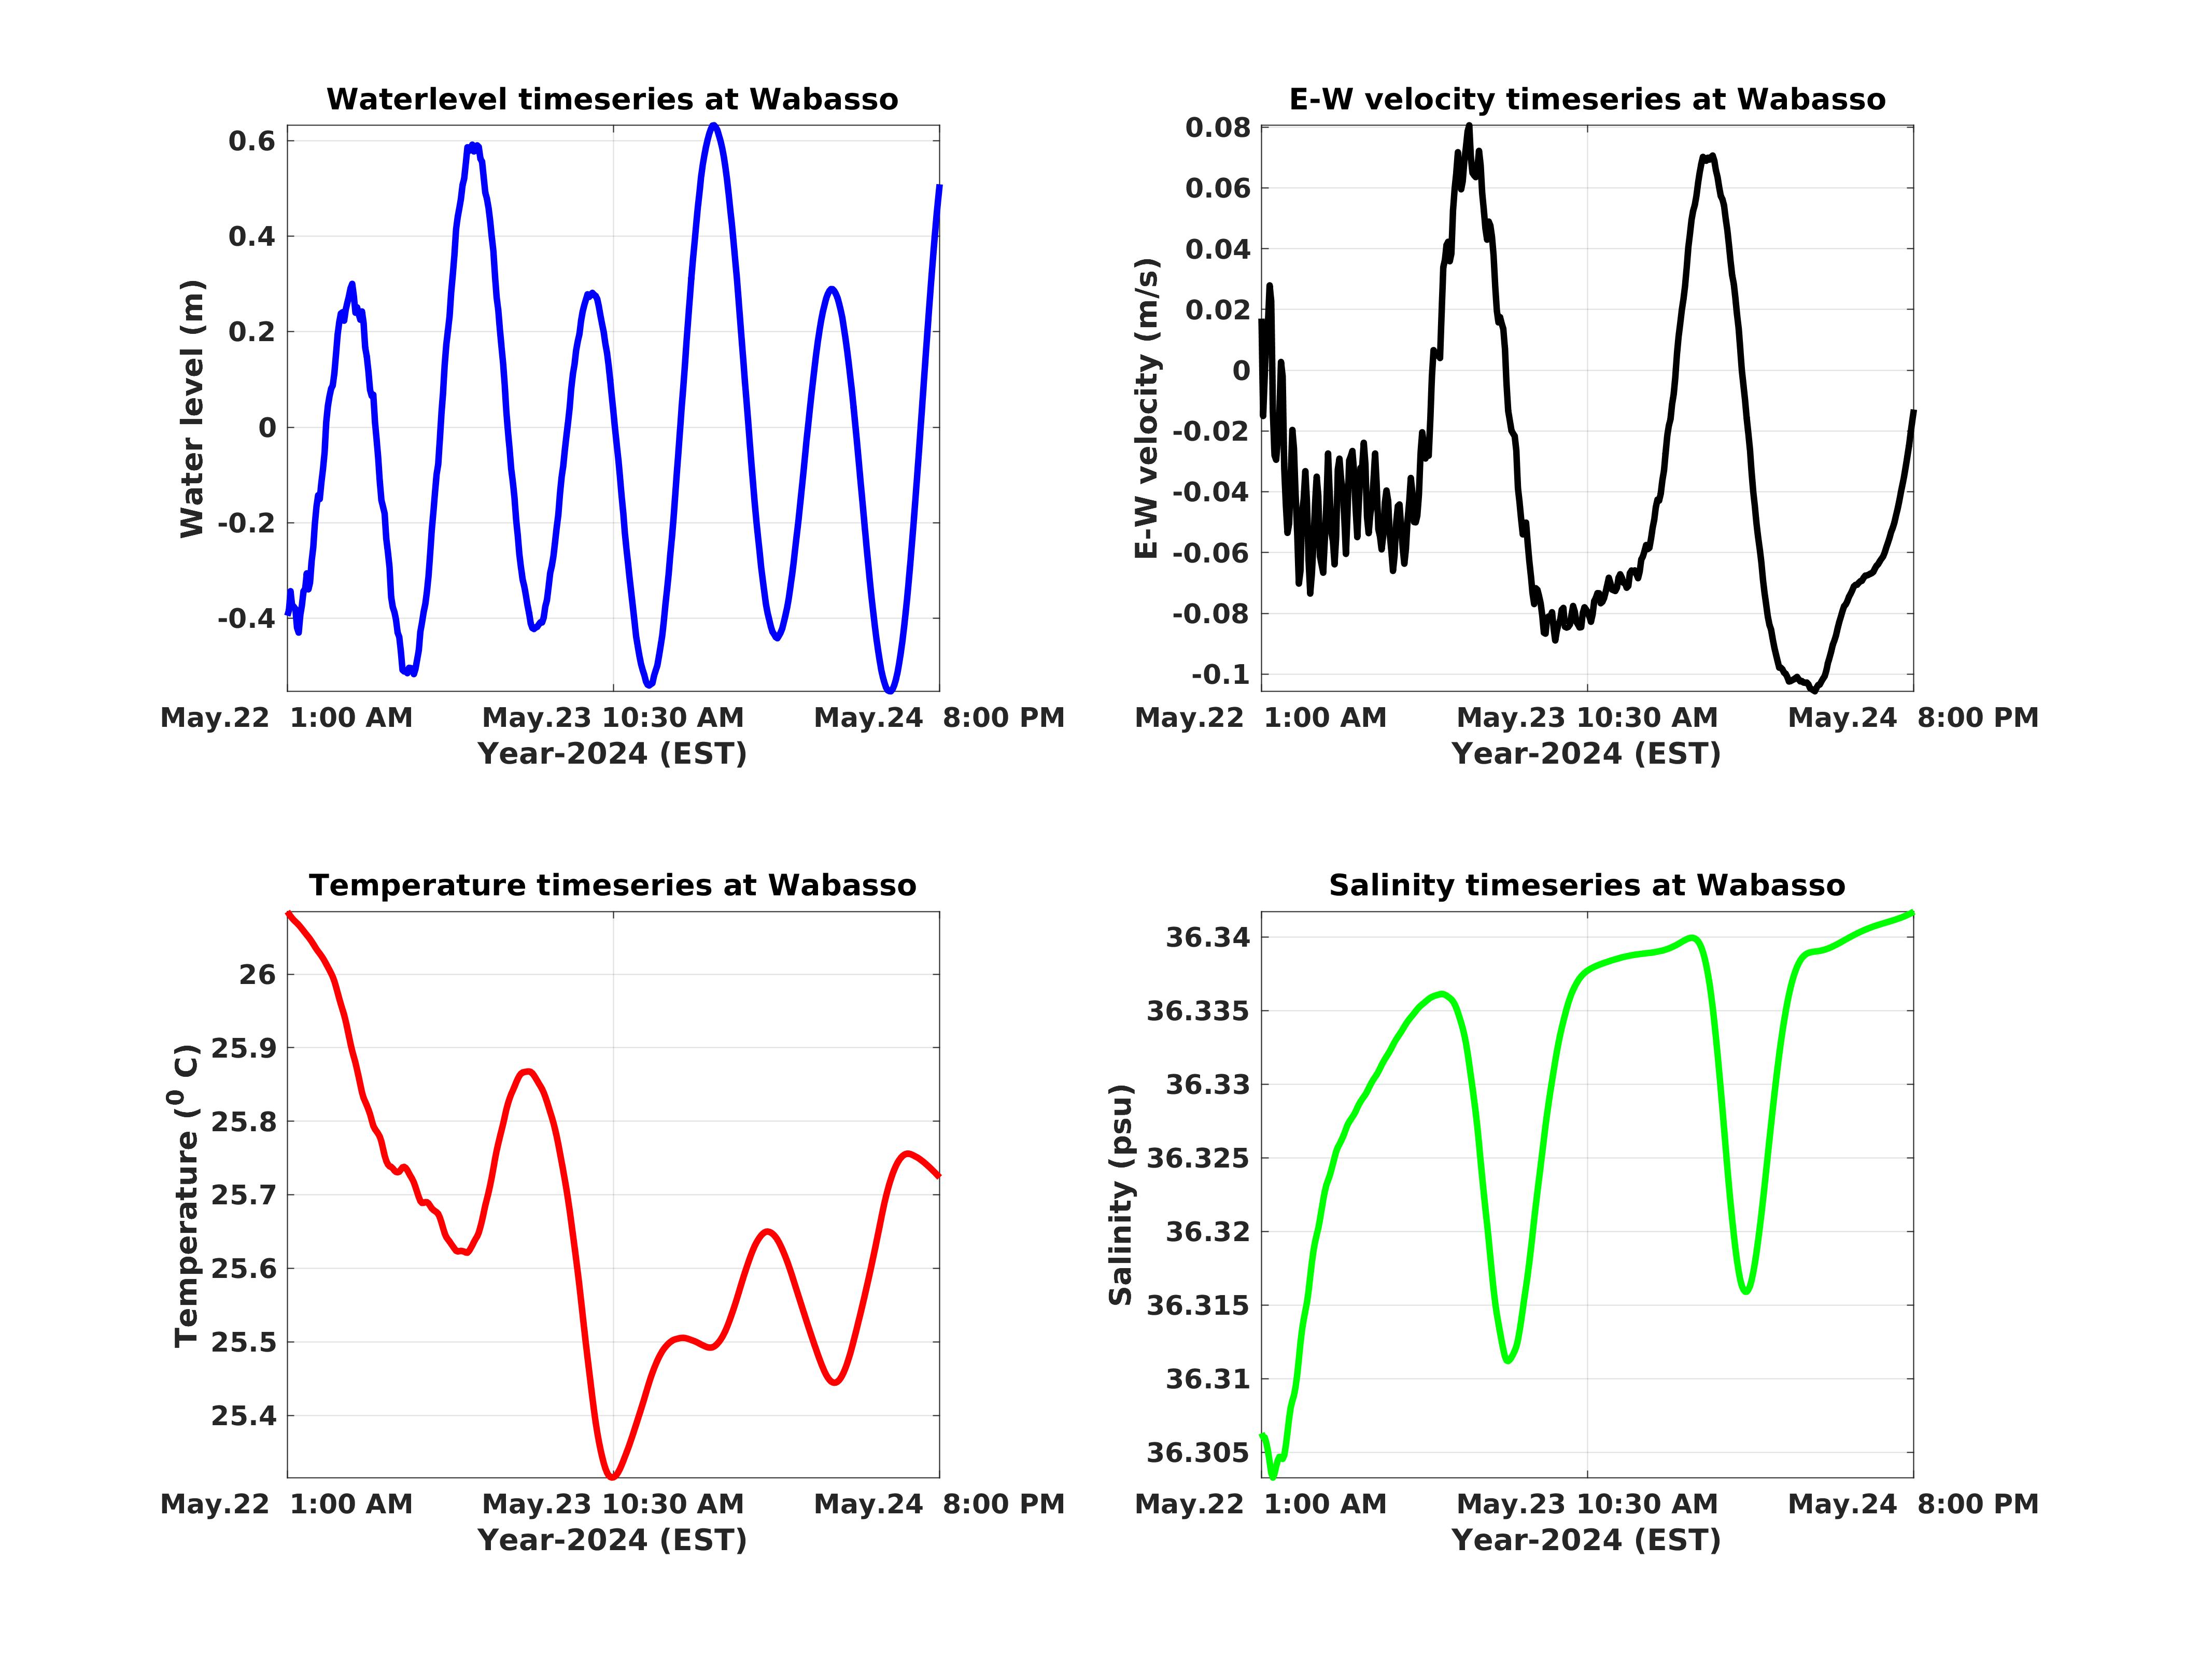 Waterlevel timeseries at Wabasso
0.6
0.4
0.2
0
-0.2
-0.4
Water level (m)
May.22 1:00 AM
May.23 10:30 AM
May.24 8:00 PM
Year-2024 (EST)
E-W velocity timeseries at Wabasso
0.08
0.06
0.04
0.02
0
-0.02
-0.04
-0.06
-0.08
-0.1
E-W velocity (m/s)
May.22 1:00 AM
May.23 10:30 AM
May.24 8:00 PM
Year-2024 (EST)
Temperature timeseries at Wabasso
26
25.9
25.8
25.7
25.6
25.5
25.4
Temperature (⁰ C)
May.22 1:00 AM
May.23 10:30 AM
May.24 8:00 PM
Year-2024 (EST)
Salinity timeseries at Wabasso
36.34
36.335
36.33
36.325
36.32
36.315
36.31
36.305
Salinity (psu)
May.22 1:00 AM
May.23 10:30 AM
May.24 8:00 PM
Year-2024 (EST)